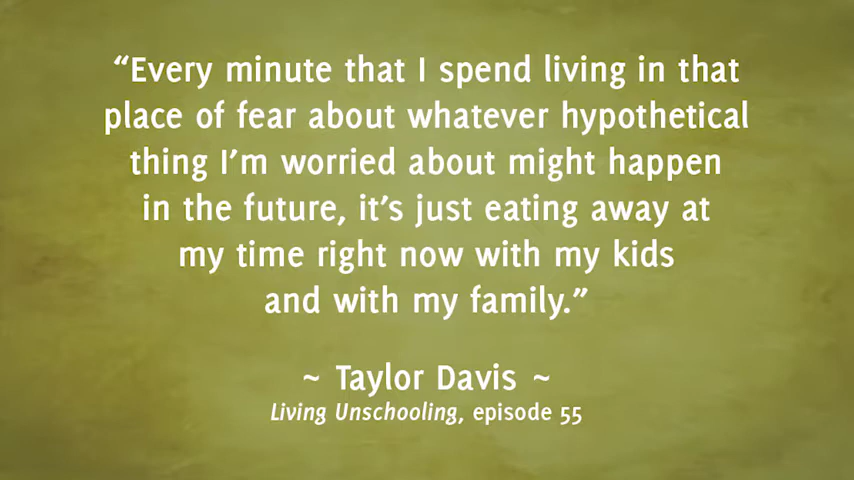 “Every minute that I spend living in that
place of fear about whatever hypothetical
thing I’m worried about might happen
in the future, it’s just eating away at
my time right now with my kids
and with my family.”
~ Taylor Davis ~
Living Unschooling, episode 55